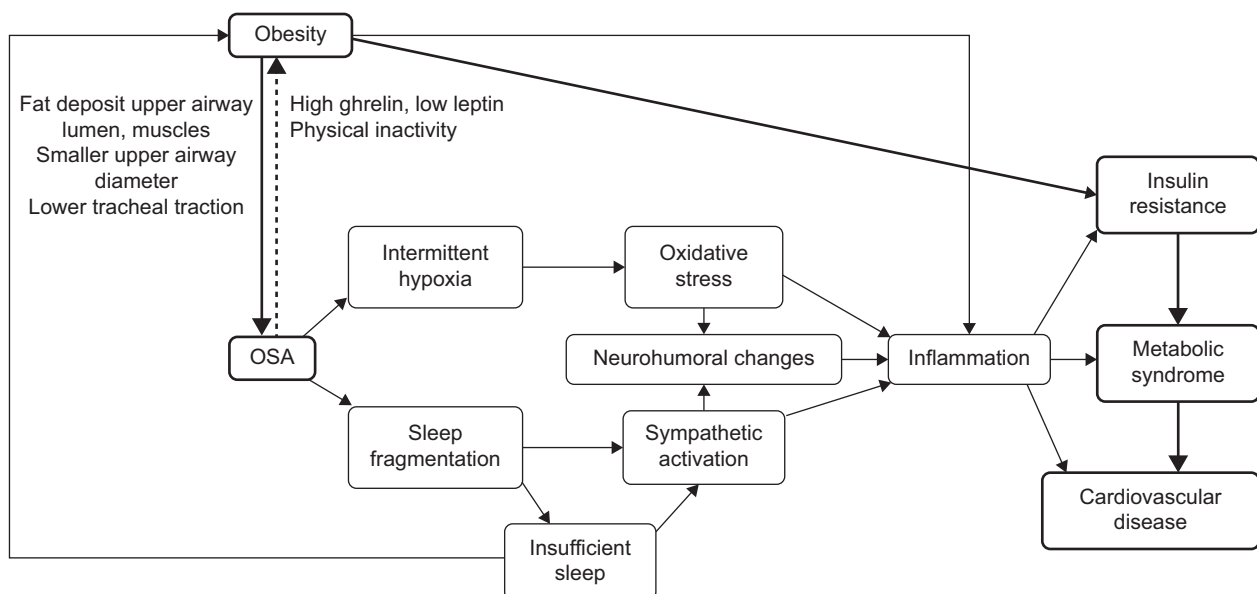 Obesity
Fat deposit upper airway
lumen, muscles
Smaller upper airway
diameter
Lower tracheal traction
High ghrelin, low leptin
Physical inactivity
Insulin
resistance
Intermittent
hypoxia
Oxidative
stress
OSA
Neurohumoral changes
Inflammation
Metabolic
syndrome
Sleep
fragmentation
Sympathetic
activation
Cardiovascular
disease
Insufficient
sleep